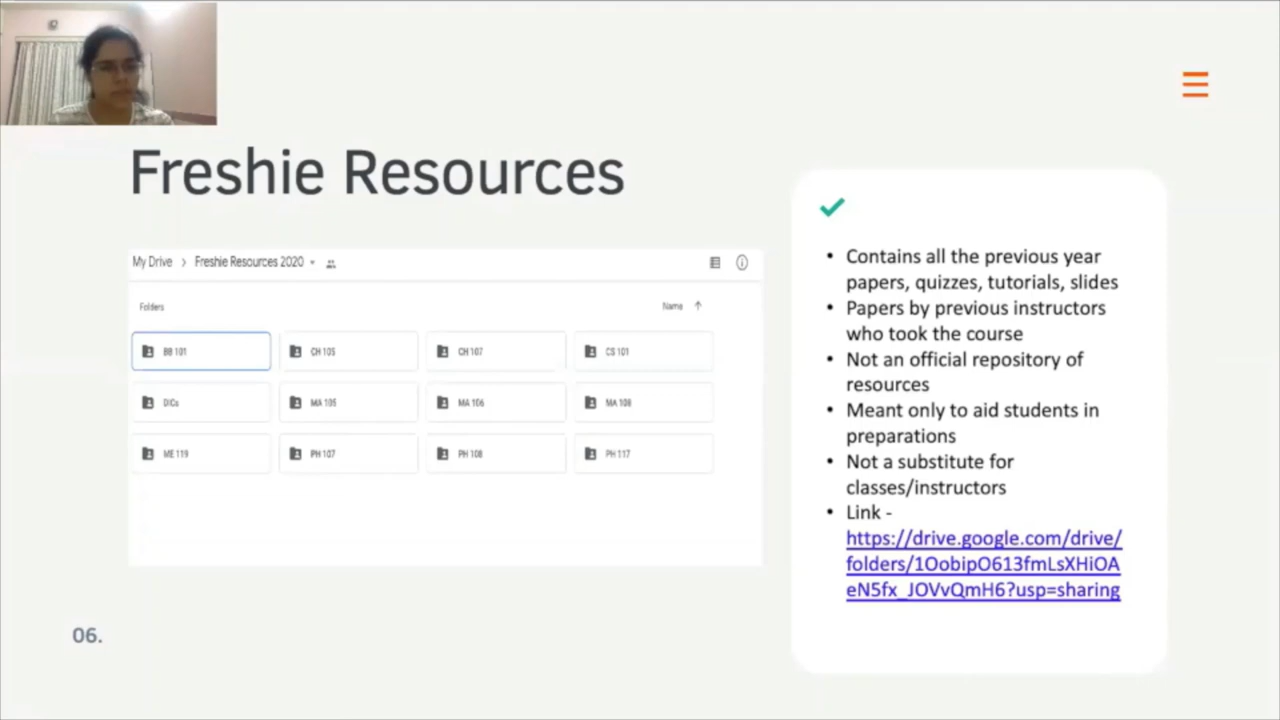 Freshie Resources
My Drive > Freshie Resources 2020
Folders
Name ↑
BB 101
CH 105
CH 107
CS 101
DICs
MA 105
MA 106
MA 108
ME 119
PH 107
PH 108
PH 117
• Contains all the previous year
papers, quizzes, tutorials, slides
• Papers by previous instructors
who took the course
• Not an official repository of
resources
• Meant only to aid students in
preparations
• Not a substitute for
classes/instructors
• Link -
https://drive.google.com/drive/
folders/1OobipO613fmLsXHiOA
eN5fx_JOVvQmH6?usp=sharing
06.